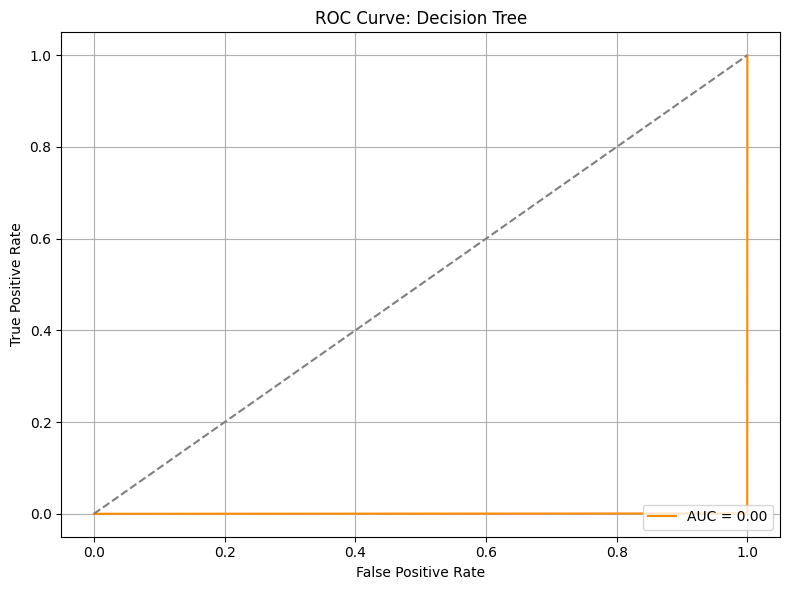 ROC Curve: Decision Tree
True Positive Rate
1.0
0.8
0.6
0.4
0.2
0.0
AUC = 0.00
0.0 0.2 0.4 0.6 0.8 1.0
False Positive Rate